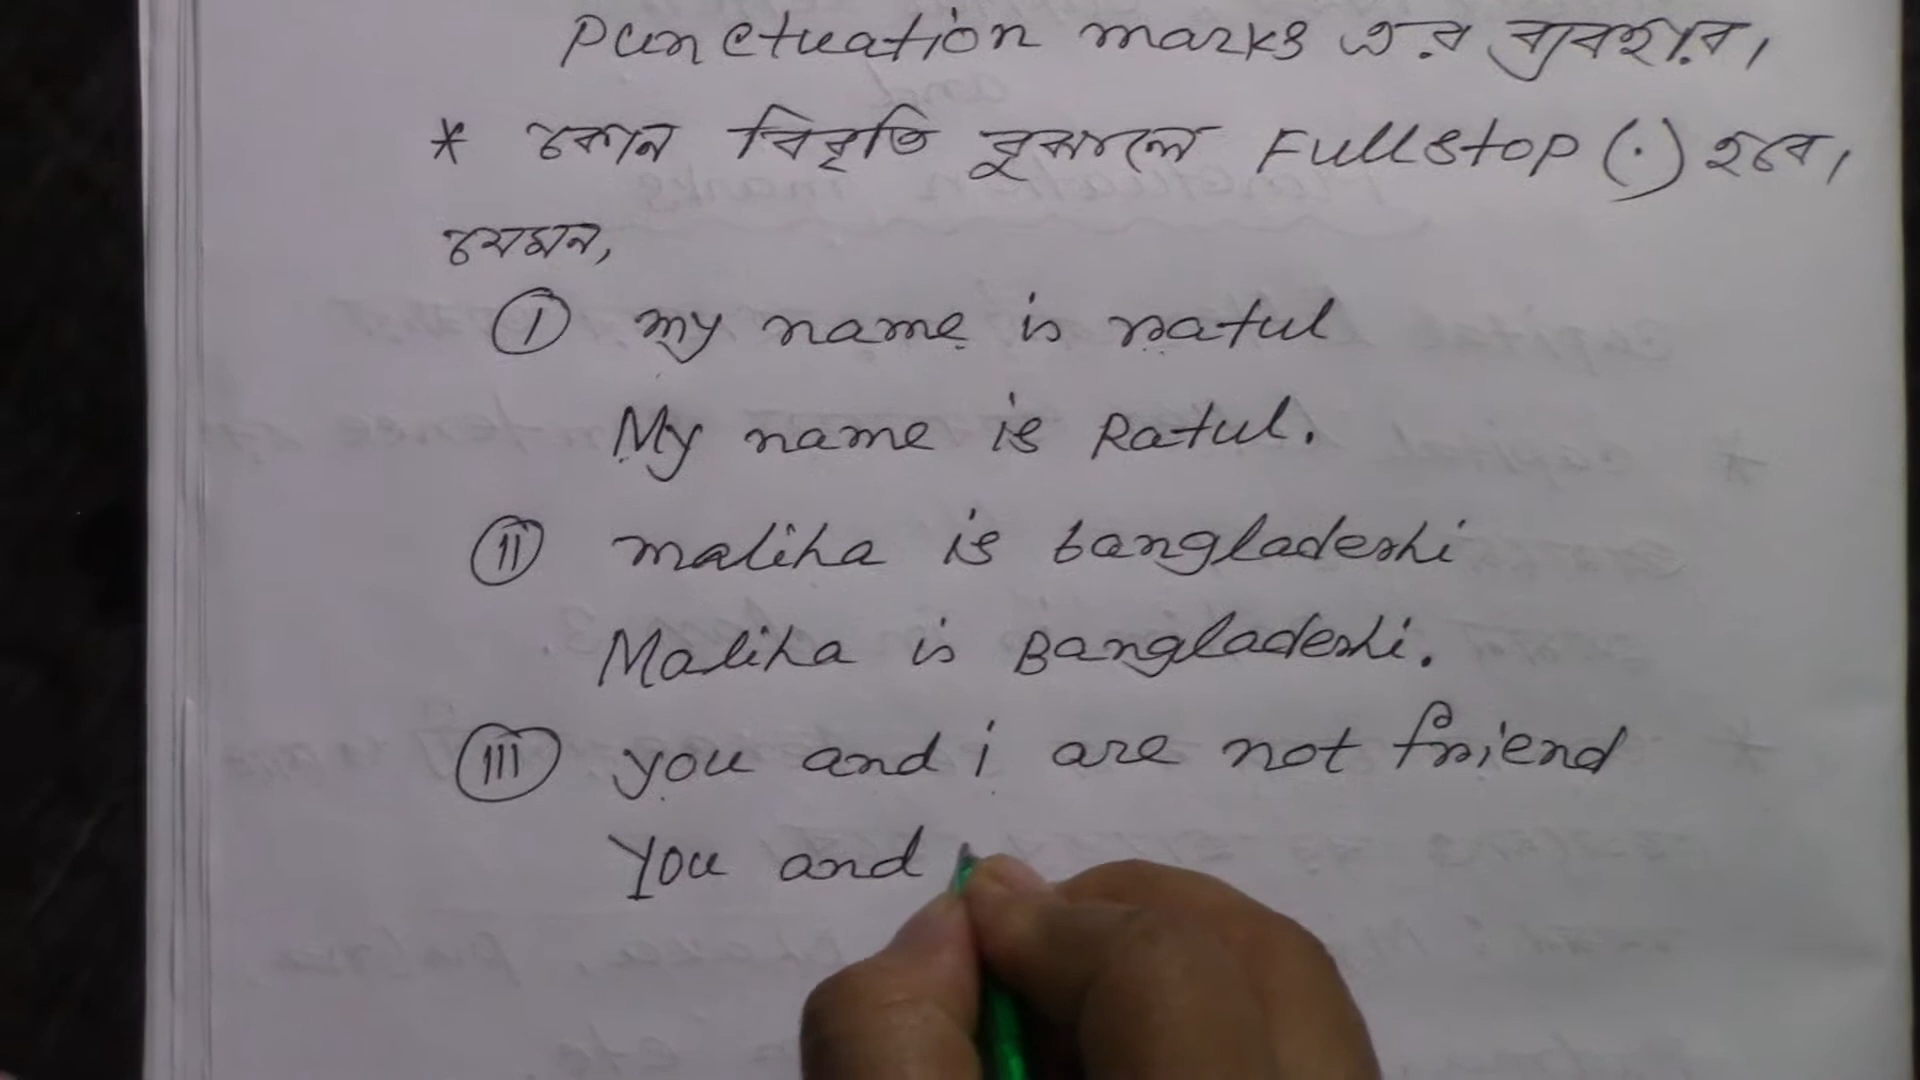 Punctuation marks এর ব্যবহার।
* কোন বিবৃতি বুঝালে Fullstop (.) হবে।
যেমন,
(i) my name is ratul
My name is Ratul.
(ii) maliha is bangladeshi
Maliha is Bangladeshi.
(iii) you and i are not friend
You and